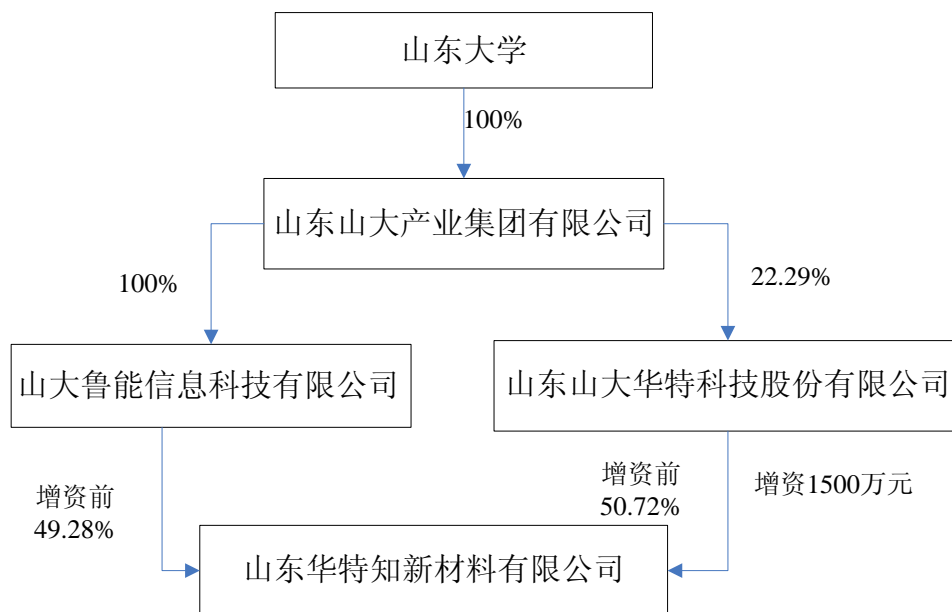 山东大学
100%
山东山大产业集团有限公司
100%
22.29%
山大鲁能信息科技有限公司
山东山大华特科技股份有限公司
增资前
49.28%
增资前
50.72%
增资1500万元
山东华特知新材料有限公司